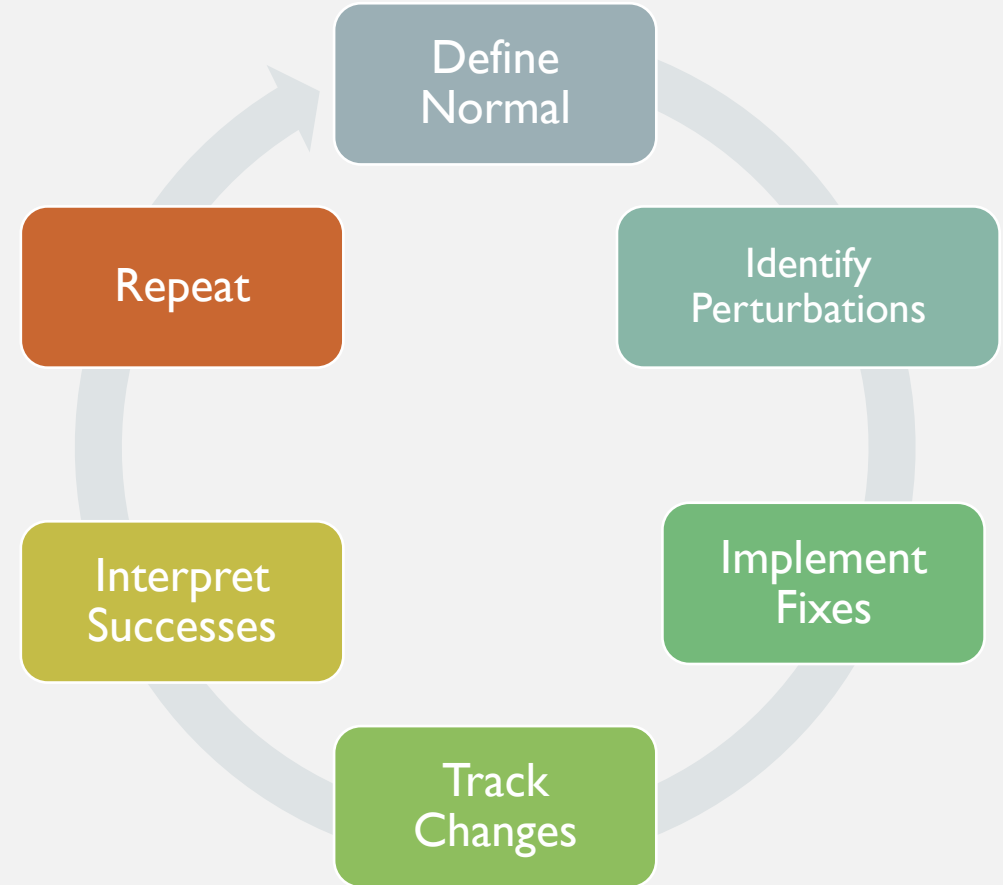 Define
Normal
Identify
Perturbations
Implement
Fixes
Track
Changes
Interpret
Successes
Repeat